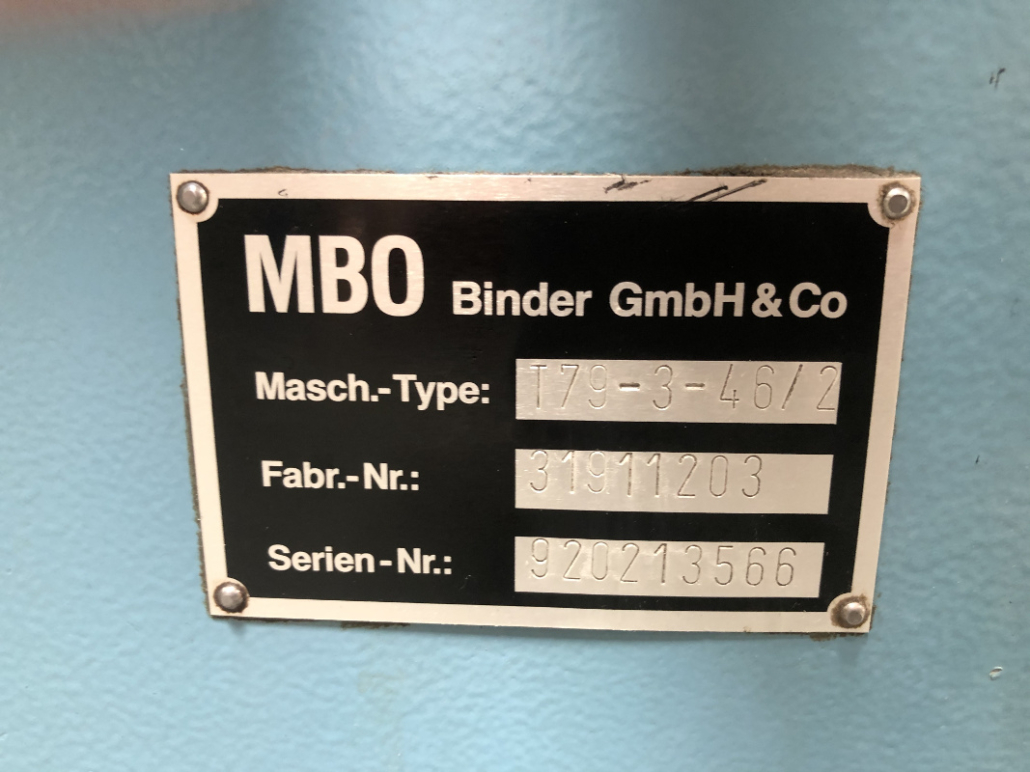 MBO Binder GmbH & Co
Masch.-Type: T79-3-46/2
Fabr.-Nr.: 31911203
Serien-Nr.: 920213566